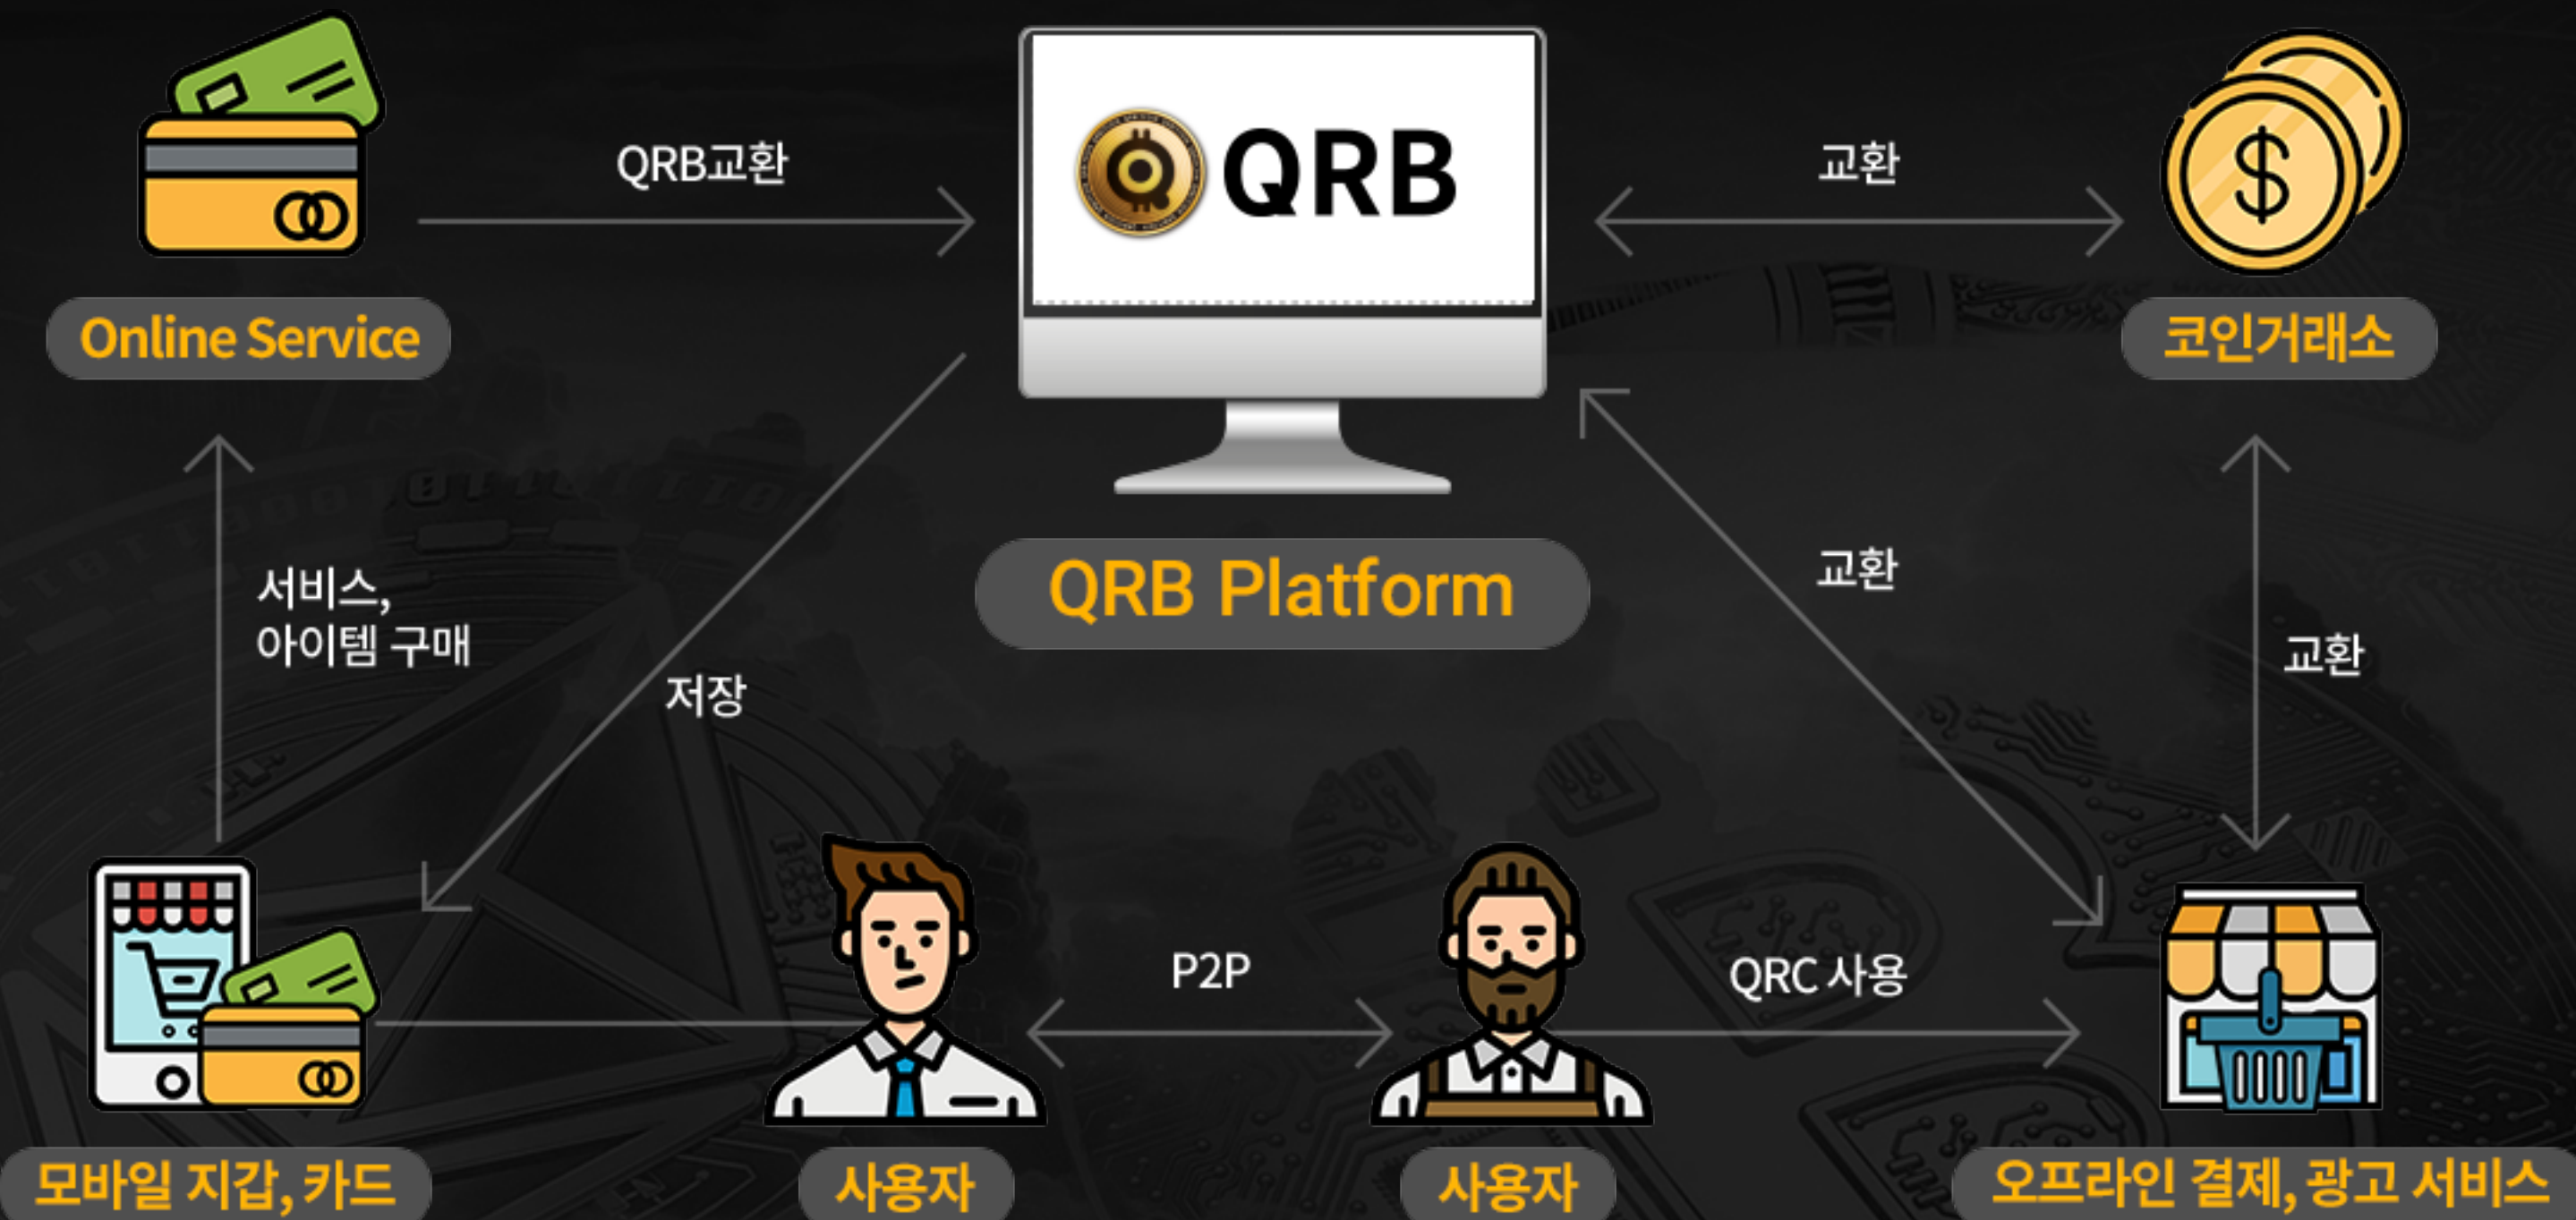 QRB교환
QRB
교환
Online Service
코인거래소
서비스,
아이템 구매
QRB Platform
교환
교환
저장
P2P
QRC 사용
모바일 지갑, 카드
사용자
사용자
오프라인 결제, 광고 서비스